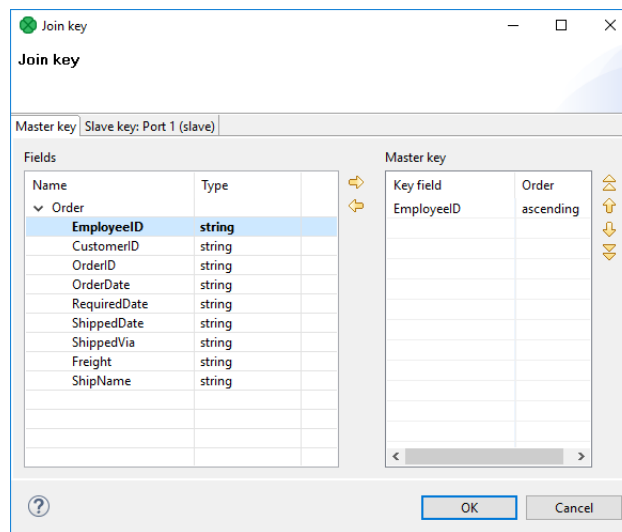 Join key
Join key
Master key Slave key: Port 1 (slave)
Fields
Name Type
Order
EmployeeID string
CustomerID string
OrderID string
OrderDate string
RequiredDate string
ShippedDate string
ShippedVia string
Freight string
ShipName string
Master key
Key field Order
EmployeeID ascending
OK Cancel